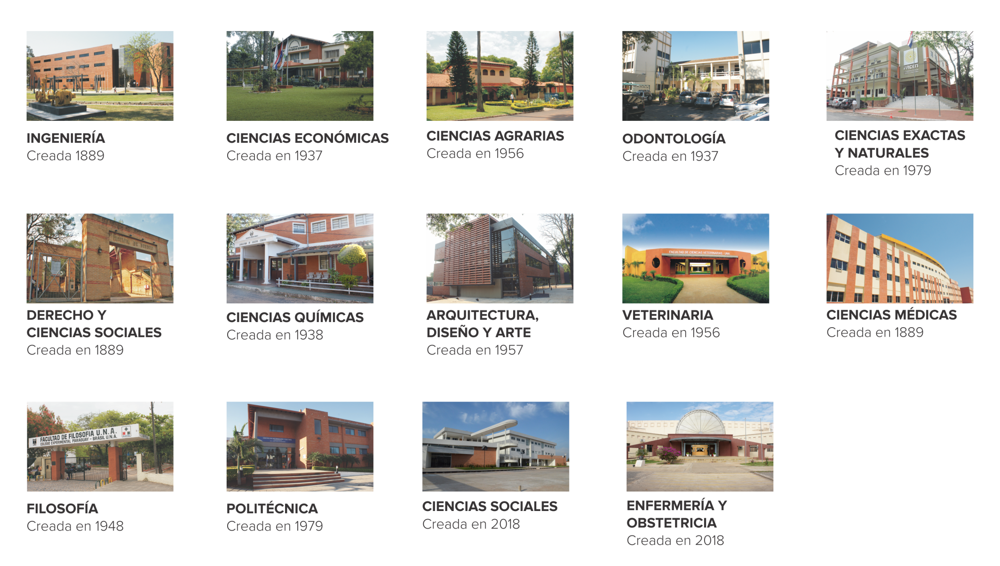 INGENIERÍA
Creada 1889
CIENCIAS ECONÓMICAS
Creada en 1937
CIENCIAS AGRARIAS
Creada en 1956
ODONTOLOGÍA
Creada en 1937
FACEN
CIENCIAS EXACTAS
Y NATURALES
Creada en 1979
FACULTAD DE DERECHO
DERECHO Y
CIENCIAS SOCIALES
Creada en 1889
CIENCIAS QUÍMICAS
Creada en 1938
ARQUITECTURA,
DISEÑO Y ARTE
Creada en 1957
FACULTAD DE CIENCIAS VETERINARIAS - UNA
VETERINARIA
Creada en 1956
CIENCIAS MÉDICAS
Creada en 1889
FACULTAD DE FILOSOFIA U.N.A.
COLEGIO EXPERIMENTAL PARAGUAY - BRASIL U.N.A.
FILOSOFÍA
Creada en 1948
POLITÉCNICA
Creada en 1979
CIENCIAS SOCIALES
Creada en 2018
ENFERMERÍA Y
OBSTETRICIA
Creada en 2018